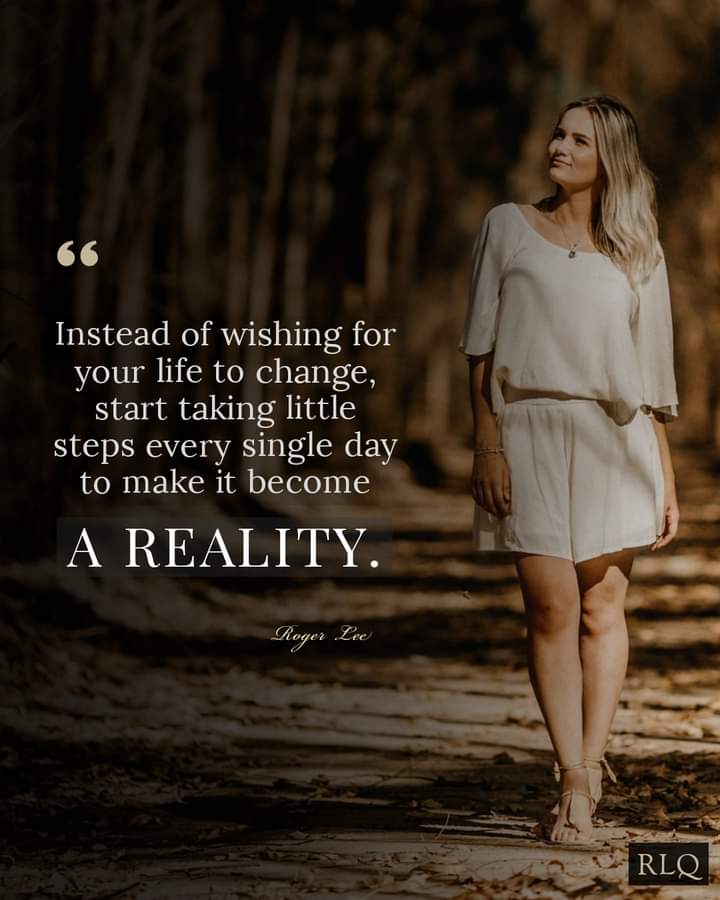 “
Instead of wishing for
your life to change,
start taking little
steps every single day
to make it become
A REALITY.
Roger Lee
RLQ